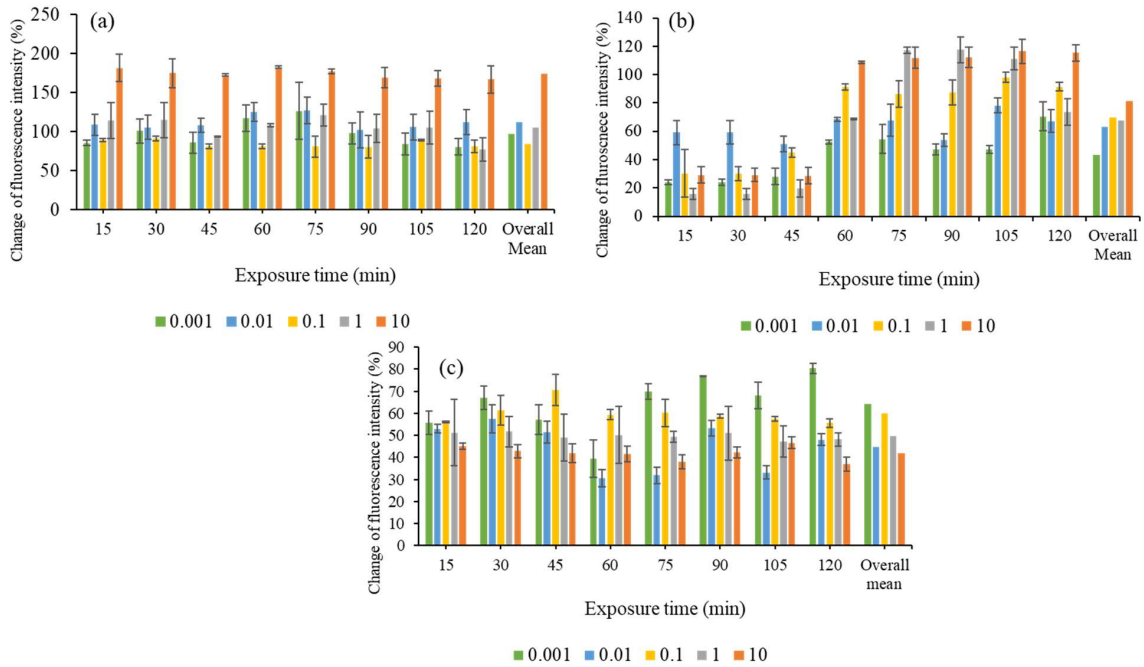 (a)
Change of fluorescence intensity (%)
250
200
150
100
50
0
15 30 45 60 75 90 105 120 Overall
Mean
Exposure time (min)
0.001 0.01 0.1 1 10
(b)
Change of fluroscence intensity (%)
140
120
100
80
60
40
20
0
15 30 45 60 75 90 105 120 Overall
Mean
Exposure time (min)
0.001 0.01 0.1 1 10
(c)
Change of fluorescence intensity (%)
90
80
70
60
50
40
30
20
10
0
15 30 45 60 75 90 105 120 Overall
mean
Exposure time (min)
0.001 0.01 0.1 1 10